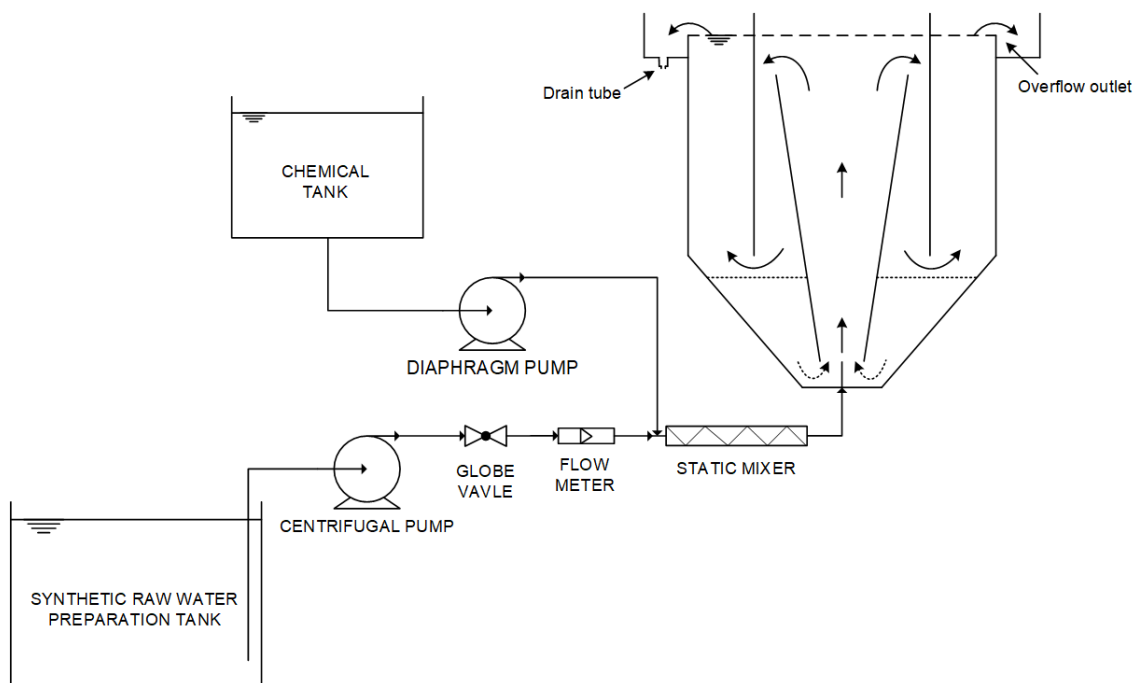 Drain tube
Overflow outlet
CHEMICAL
TANK
DIAPHRAGM PUMP
GLOBE
VAVLE
FLOW
METER
STATIC MIXER
CENTRIFUGAL PUMP
SYNTHETIC RAW WATER
PREPARATION TANK